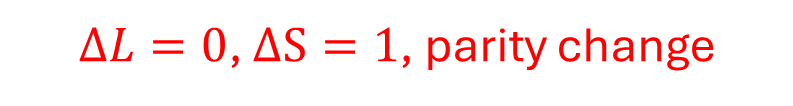 Δ𝐿 = 0, ΔS = 1, parity change